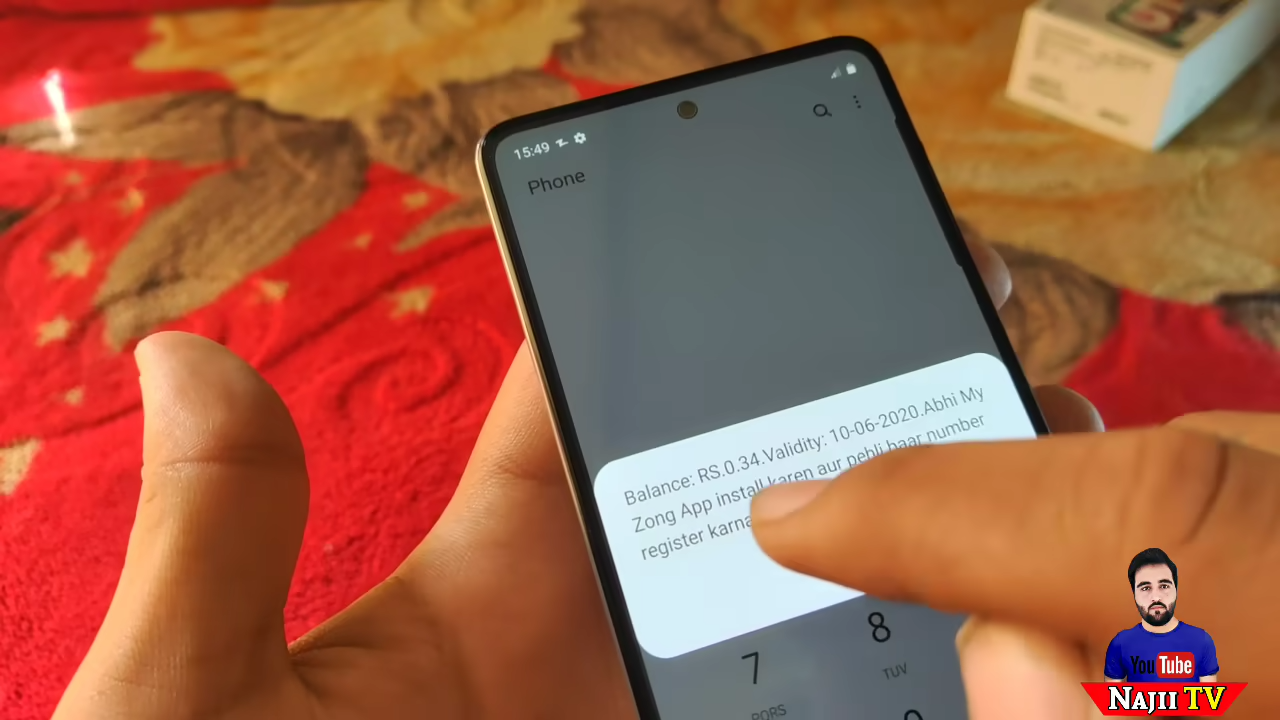 15:49
Phone
Balance: RS.0.34.Validity: 10-06-2020.Abhi My
Zong App install karen aur pehli baar number
register karna
7
PQRS
8
TUV
YouTube
NAJII TV